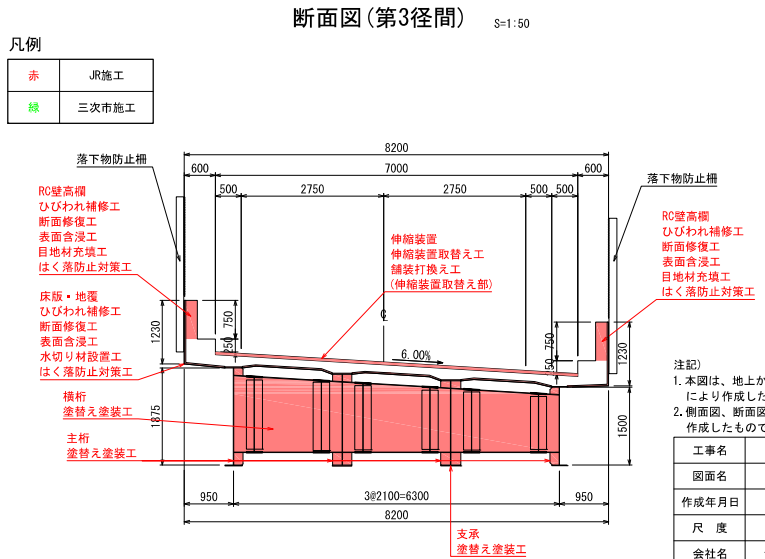 断面図(第3径間) S=1:50
凡例
赤 JR施工
緑 三次市施工
8200
600 7000 600
500 2750 2750 500 500
落下物防止柵
落下物防止柵
RC壁高欄
ひびわれ補修工
断面修復工
表面含浸工
目地材充填工
はく落防止対策工
床版・地覆
ひびわれ補修工
断面修復工
表面含浸工
水切り材設置工
はく落防止対策工
横桁
塗替え塗装工
主桁
塗替え塗装工
伸縮装置
伸縮装置取替え工
舗装打換え工
(伸縮装置取替え部)
RC壁高欄
ひびわれ補修工
断面修復工
表面含浸工
目地材充填工
はく落防止対策工
1230
750
250
1875
6.00%
750
1230
1500
950 3@2100=6300 950
8200
支承
塗替え塗装工
注記)
1.本図は、地上か
により作成した
2.側面図、断面図
作成したもので
工事名
図面名
作成年月日
尺 度
会社名